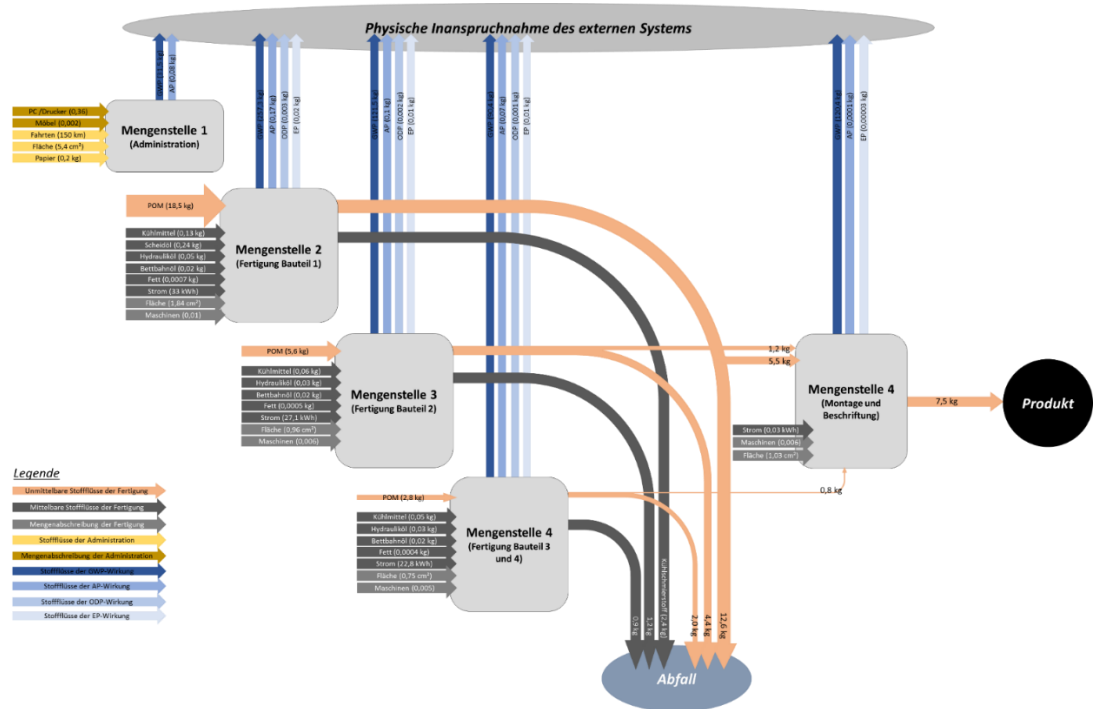 Physische Inanspruchnahme des externen Systems
AP (0,08 kg)
AP (0,17 kg)
ODP (0,003 kg)
EP (0,02 kg)
AP (0,1 kg)
ODP (0,002 kg)
EP (0,01 kg)
AP (0,07 kg)
ODP (0,001 kg)
EP (0,01 kg)
GWP (120,4 kg)
AP (0,0001 kg)
EP (0,00003 kg)
PC /Drucker (0,36)
Möbel (0,002)
Fahrten (150 km)
Fläche (5,4 cm²)
Papier (0,2 kg)
Mengenstelle 1
(Administration)
POM (18,5 kg)
Kühlmittel (0,13 kg)
Scheidöl (0,24 kg)
Hydrauliköl (0,05 kg)
Bettbahnöl (0,02 kg)
Fett (0,0007 kg)
Strom (33 kWh)
Fläche (1,84 cm²)
Maschinen (0,01)
Mengenstelle 2
(Fertigung Bauteil 1)
POM (5,6 kg)
Kühlmittel (0,06 kg)
Hydrauliköl (0,03 kg)
Bettbahnöl (0,02 kg)
Fett (0,0005 kg)
Strom (27,1 kWh)
Fläche (0,96 cm²)
Maschinen (0,006)
Mengenstelle 3
(Fertigung Bauteil 2)
1,2 kg
5,5 kg
Mengenstelle 4
(Montage und
Beschriftung)
Strom (0,03 kWh)
Maschinen (0,006)
Fläche (1,03 cm²)
7,5 kg
Produkt
POM (2,8 kg)
Kühlmittel (0,05 kg)
Hydrauliköl (0,03 kg)
Bettbahnöl (0,02 kg)
Fett (0,0004 kg)
Strom (22,8 kWh)
Fläche (0,75 cm²)
Maschinen (0,005)
Mengenstelle 4
(Fertigung Bauteil 3
und 4)
0,8 kg
0,9 kg
1,2 kg
Kühlschmierstoff (2,4 kg)
2,0 kg
4,4 kg
12,6 kg
Abfall
Legende
Unmittelbare Stoffflüsse der Fertigung
Mittelbare Stoffflüsse der Fertigung
Mengenabschreibung der Fertigung
Stoffflüsse der Administration
Mengenabschreibung der Administration
Stoffflüsse der GWP-Wirkung
Stoffflüsse der AP-Wirkung
Stoffflüsse der ODP-Wirkung
Stoffflüsse der EP-Wirkung